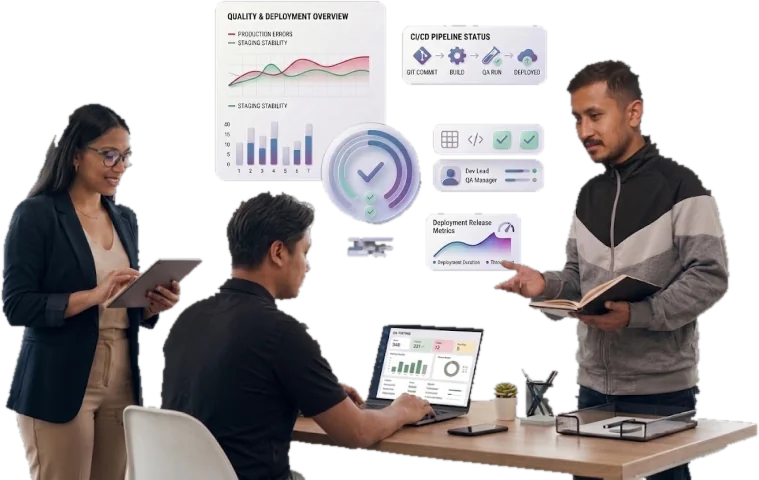 QUALITY & DEPLOYMENT OVERVIEW
PRODUCTION ERRORS
STAGING STABILITY
STAGING STABILITY
20
15
10
5
0
1 2 3 4 5 6 7
CI/CD PIPELINE STATUS
GIT COMMIT BUILD QA RUN DEPLOYED
</>
Dev Lead
QA Manager
Deployment Release
Metrics
Deployment Duration